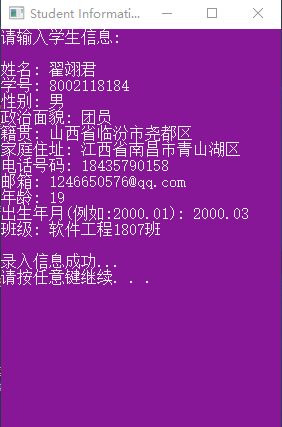 Student Informati...
请输入学生信息:
姓名: 翟翊君
学号: 8002118184
性别: 男
政治面貌: 团员
籍贯: 山西省临汾市尧都区
家庭住址: 江西省南昌市青山湖区
电话号码: 18435790158
邮箱: 1246650576@qq.com
年龄: 19
出生年月(例如:2000.01): 2000.03
班级: 软件工程1807班
录入信息成功...
请按任意键继续. . .